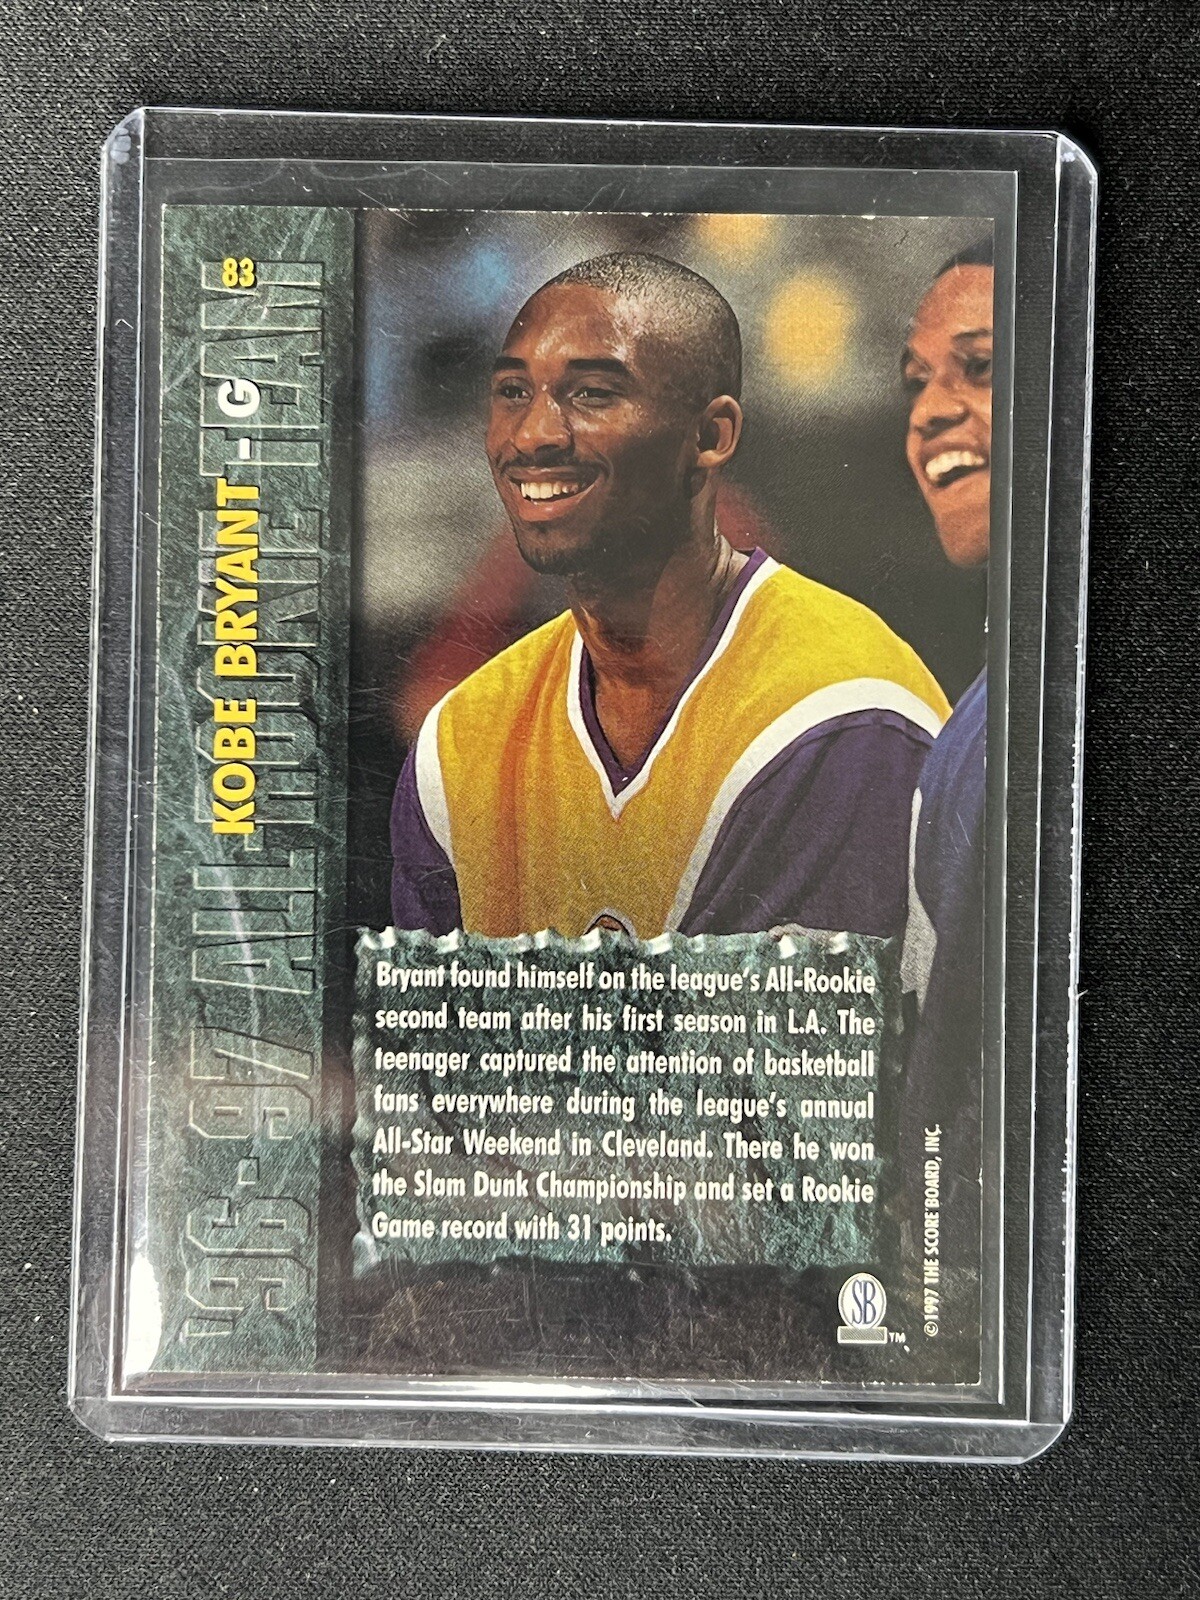 83
KOBE BRYANT - G
'96-97 ALL-ROOKIE TEAM
Bryant found himself on the league's All-Rookie
second team after his first season in L.A. The
teenager captured the attention of basketball
fans everywhere during the league's annual
All-Star Weekend in Cleveland. There he won
the Slam Dunk Championship and set a Rookie
Game record with 31 points.
SB
TM
©1997 THE SCORE BOARD, INC.